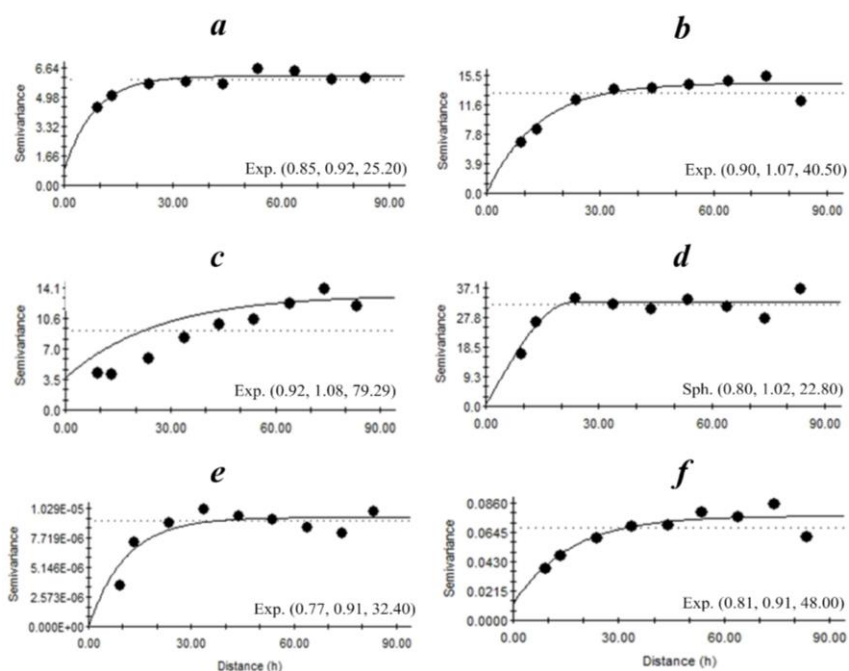 a
6.64
4.98
3.32
1.66
0.00
Semivariance
0.00 30.00 60.00 90.00
Exp. (0.85, 0.92, 25.20)
b
15.5
11.6
7.8
3.9
0.0
Semivariance
0.00 30.00 60.00 90.00
Exp. (0.90, 1.07, 40.50)
c
14.1
10.6
7.0
3.5
0.0
Semivariance
0.00 30.00 60.00 90.00
Exp. (0.92, 1.08, 79.29)
d
37.1
27.8
18.5
9.3
0.0
Semivariance
0.00 30.00 60.00 90.00
Sph. (0.80, 1.02, 22.80)
e
1.029E-05
7.719E-06
5.146E-06
2.573E-06
0.000E+00
Semivariance
0.00 30.00 60.00 90.00
Distance (h)
Exp. (0.77, 0.91, 32.40)
f
0.0860
0.0645
0.0430
0.0215
0.0000
Semivariance
0.00 30.00 60.00 90.00
Distance (h)
Exp. (0.81, 0.91, 48.00)